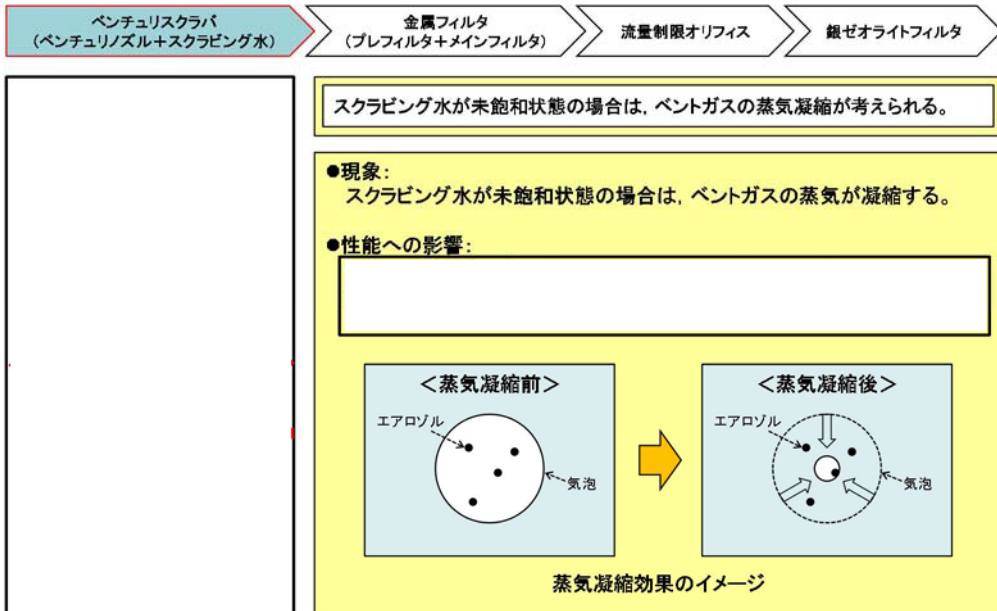 ベンチュリスクラバ
(ベンチュリノズル+スクラビング水)
金属フィルタ
(プレフィルタ+メインフィルタ)
流量制限オリフィス
銀ゼオライトフィルタ
スクラビング水が未飽和状態の場合は,ベントガスの蒸気凝縮が考えられる。
●現象:
スクラビング水が未飽和状態の場合は,ベントガスの蒸気が凝縮する。
●性能への影響:
<蒸気凝縮前>
エアロゾル
気泡
<蒸気凝縮後>
エアロゾル
気泡
蒸気凝縮効果のイメージ